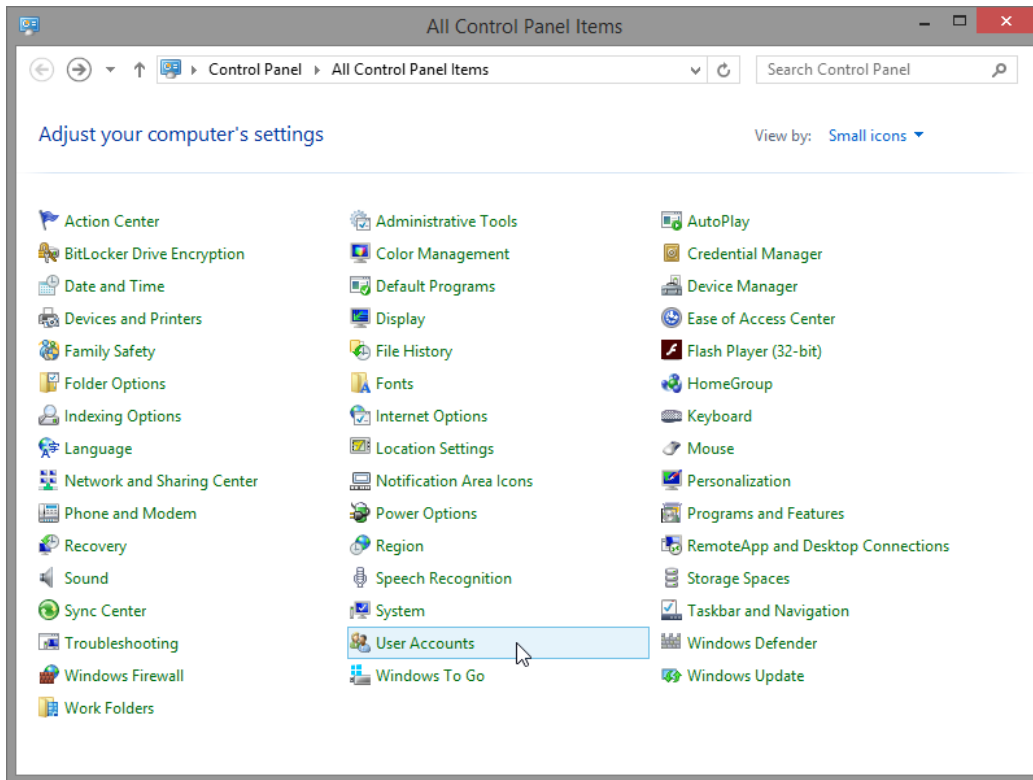 All Control Panel Items
Control Panel All Control Panel Items Search Control Panel
Adjust your computer's settings View by: Small icons
Action Center Administrative Tools AutoPlay
BitLocker Drive Encryption Color Management Credential Manager
Date and Time Default Programs Device Manager
Devices and Printers Display Ease of Access Center
Family Safety File History Flash Player (32-bit)
Folder Options Fonts HomeGroup
Indexing Options Internet Options Keyboard
Language Location Settings Mouse
Network and Sharing Center Notification Area Icons Personalization
Phone and Modem Power Options Programs and Features
Recovery Region RemoteApp and Desktop Connections
Sound Speech Recognition Storage Spaces
Sync Center System Taskbar and Navigation
Troubleshooting User Accounts Windows Defender
Windows Firewall Windows To Go Windows Update
Work Folders